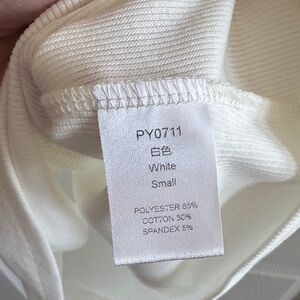 PY0711
白色
White
Small
POLYESTER 65%
COTTON 30%
SPANDEX 5%